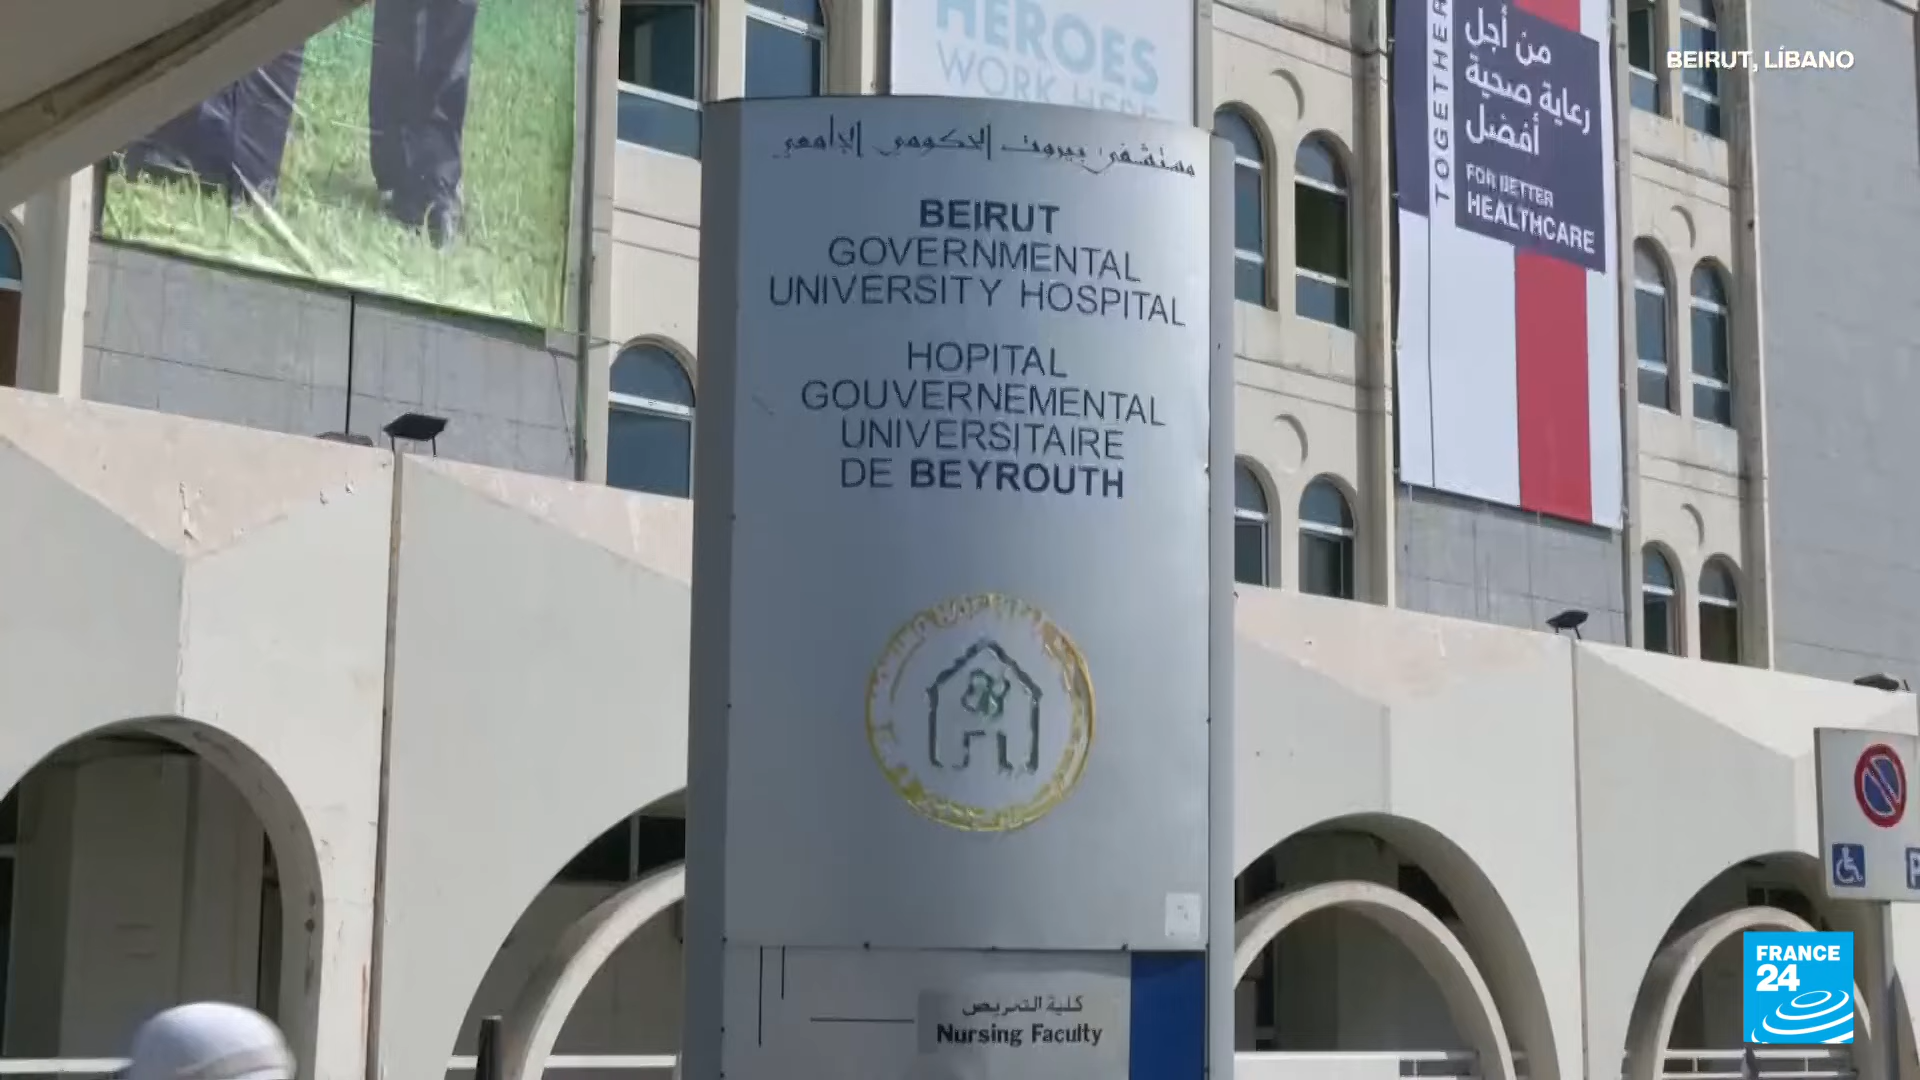 HEROES
WORK HERE
TOGETHER
من أجل
رعاية صحية
أفضل
FOR BETTER
HEALTHCARE
BEIRUT, LÍBANO
مستشفى بيروت الحكومي الجامعي
BEIRUT
GOVERNMENTAL
UNIVERSITY HOSPITAL
HOPITAL
GOUVERNEMENTAL
UNIVERSITAIRE
DE BEYROUTH
كلية التمريض
Nursing Faculty
P
FRANCE
24